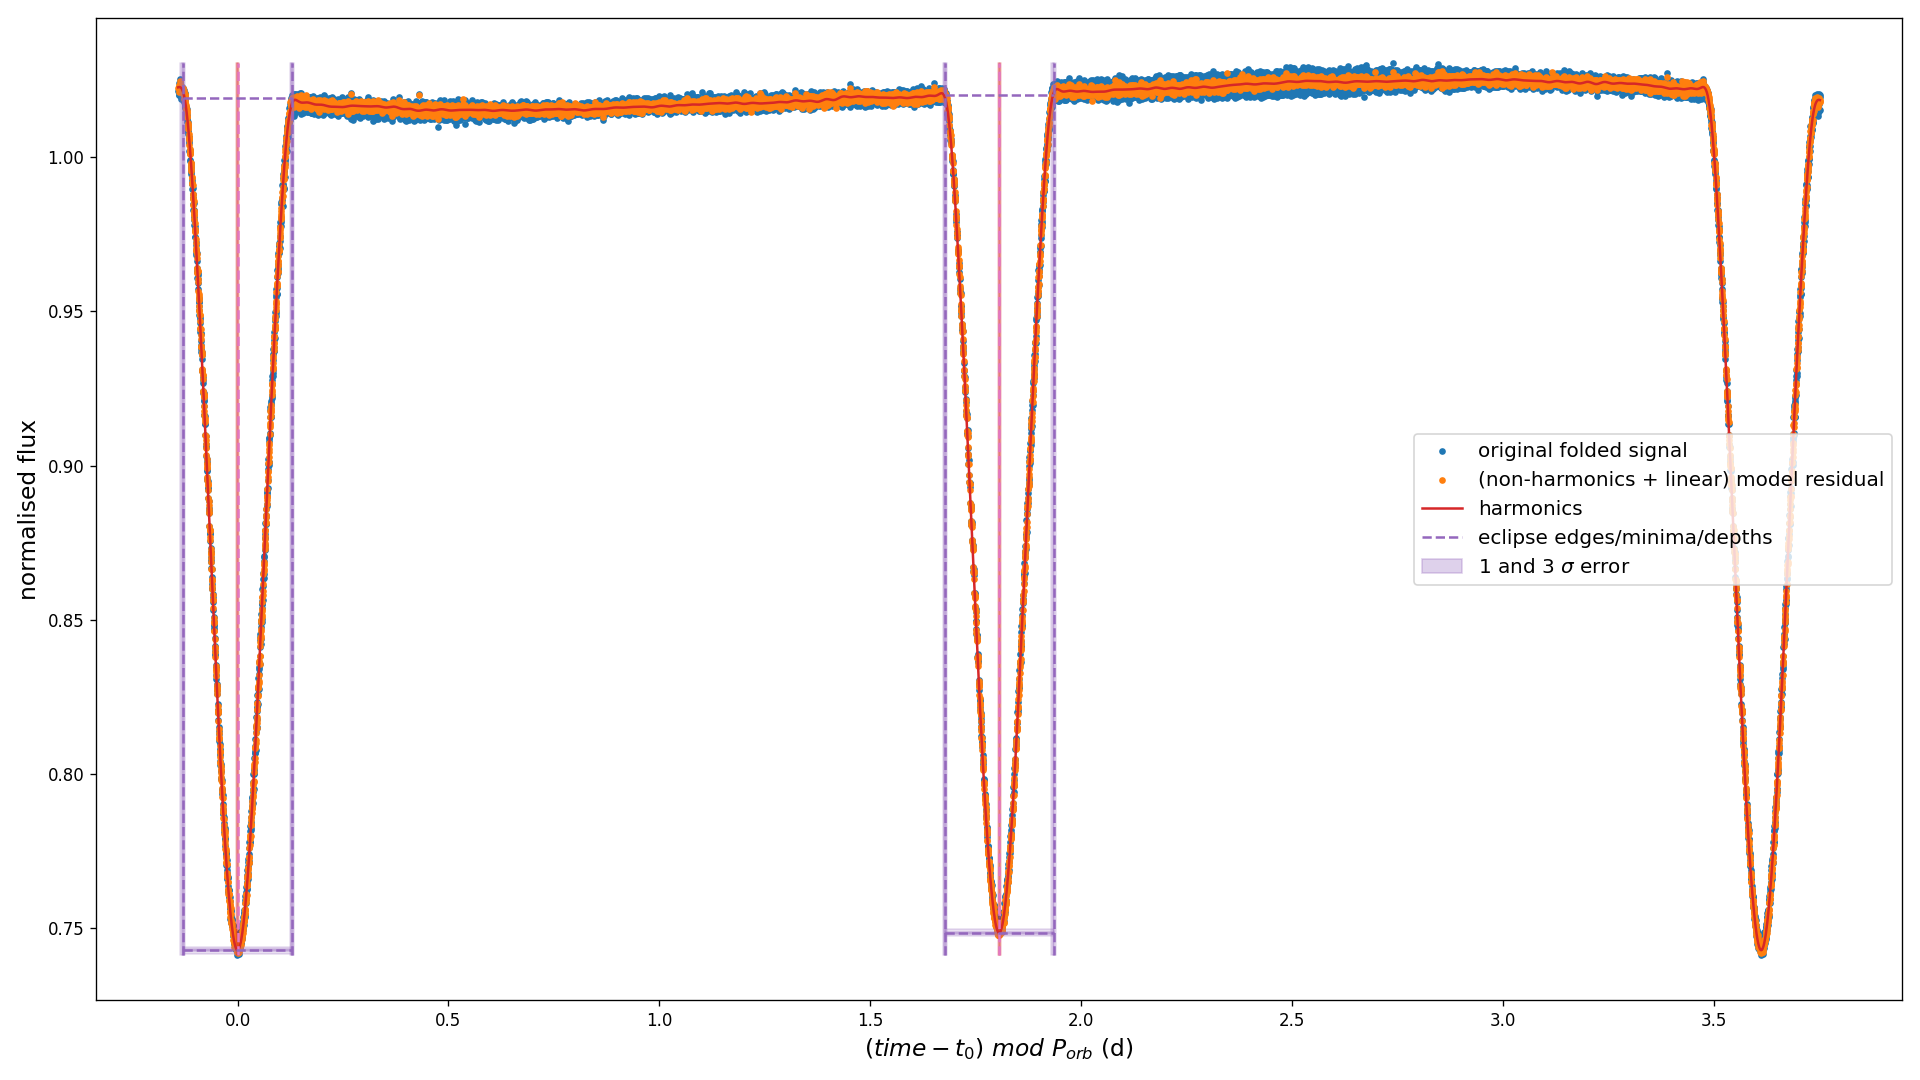 normalised flux
1.00
0.95
0.90
0.85
0.80
0.75
original folded signal
(non-harmonics + linear) model residual
harmonics
eclipse edges/minima/depths
1 and 3 σ error
0.0 0.5 1.0 1.5 2.0 2.5 3.0 3.5
(time − t₀) mod P_orb (d)